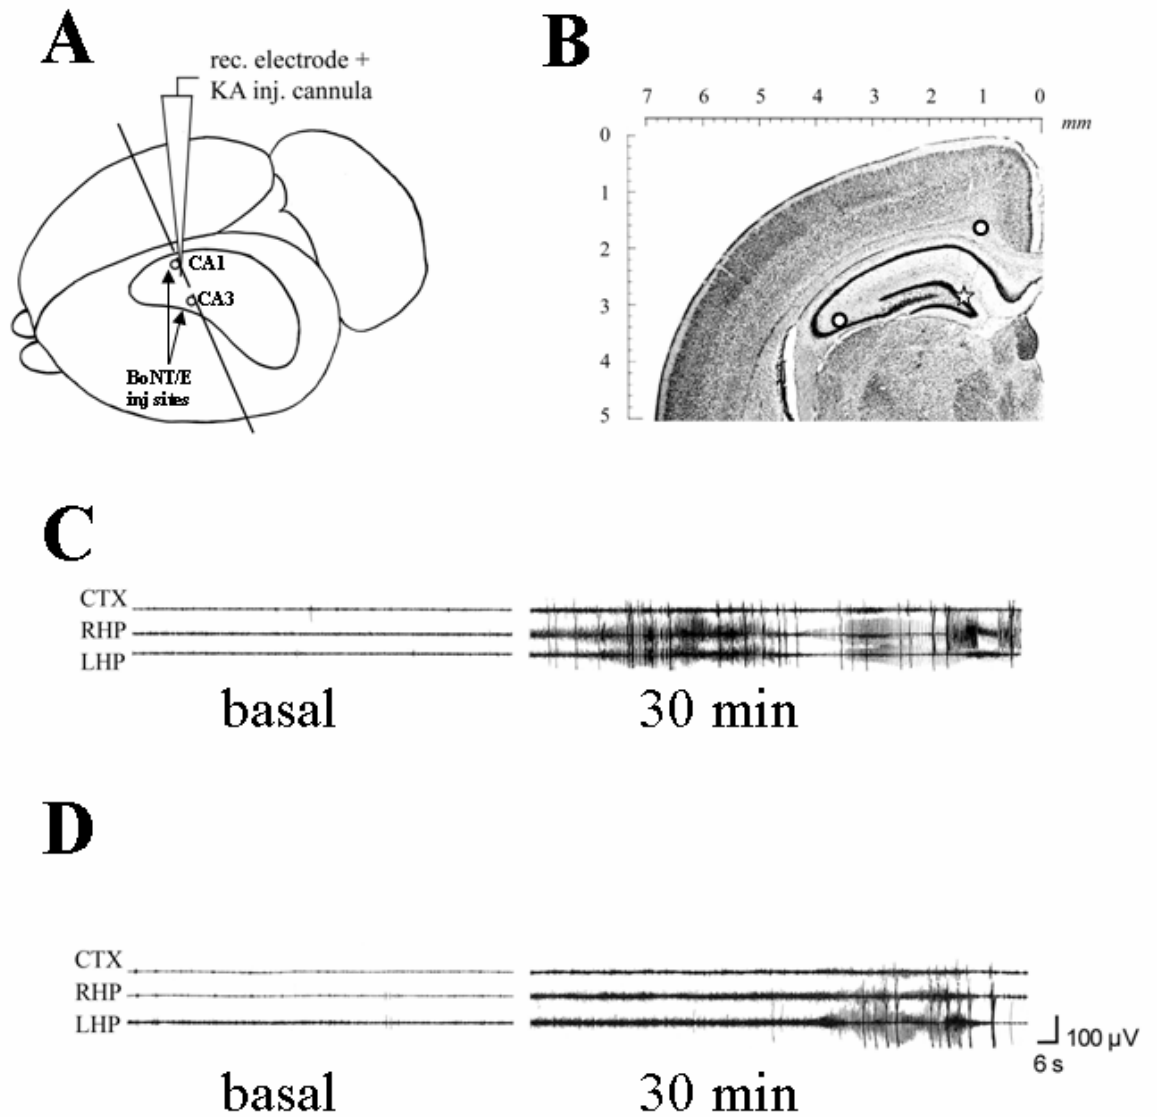 A
rec. electrode +
KA inj. cannula
CA1
CA3
BoNT/E
inj sites
B
7 6 5 4 3 2 1 0
mm
0
1
2
3
4
5
C
CTX
RHP
LHP
basal
30 min
D
CTX
RHP
LHP
basal
30 min
100 µV
6 s